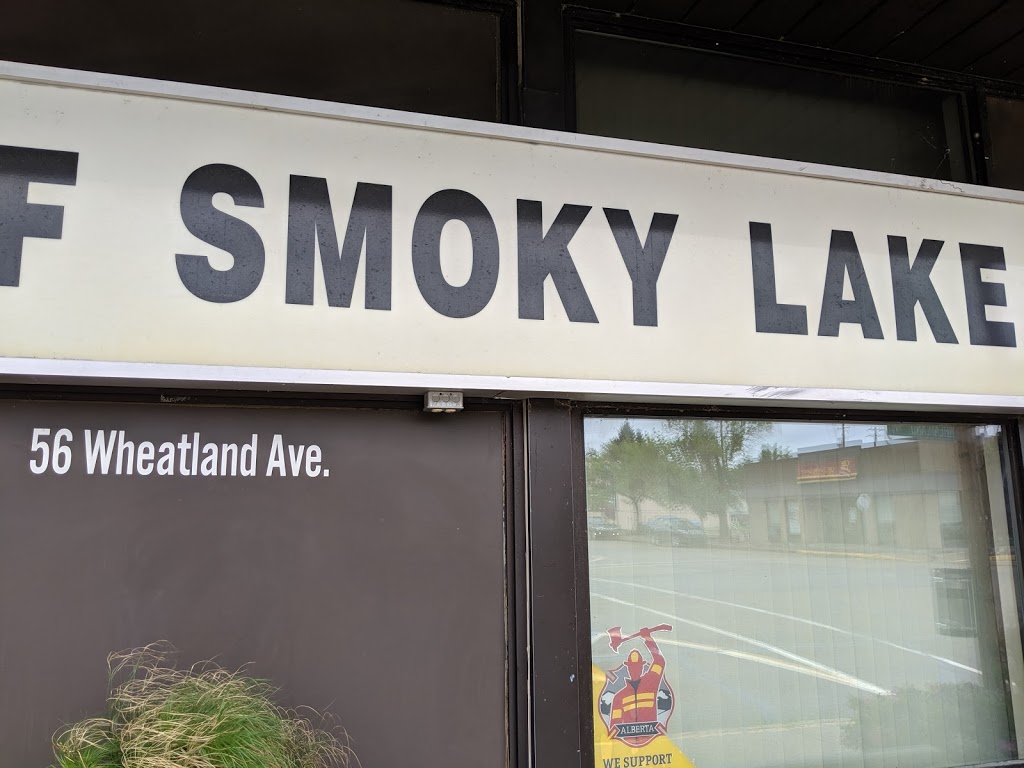 F SMOKY LAKE
56 Wheatland Ave.
ALBERTA
WE SUPPORT